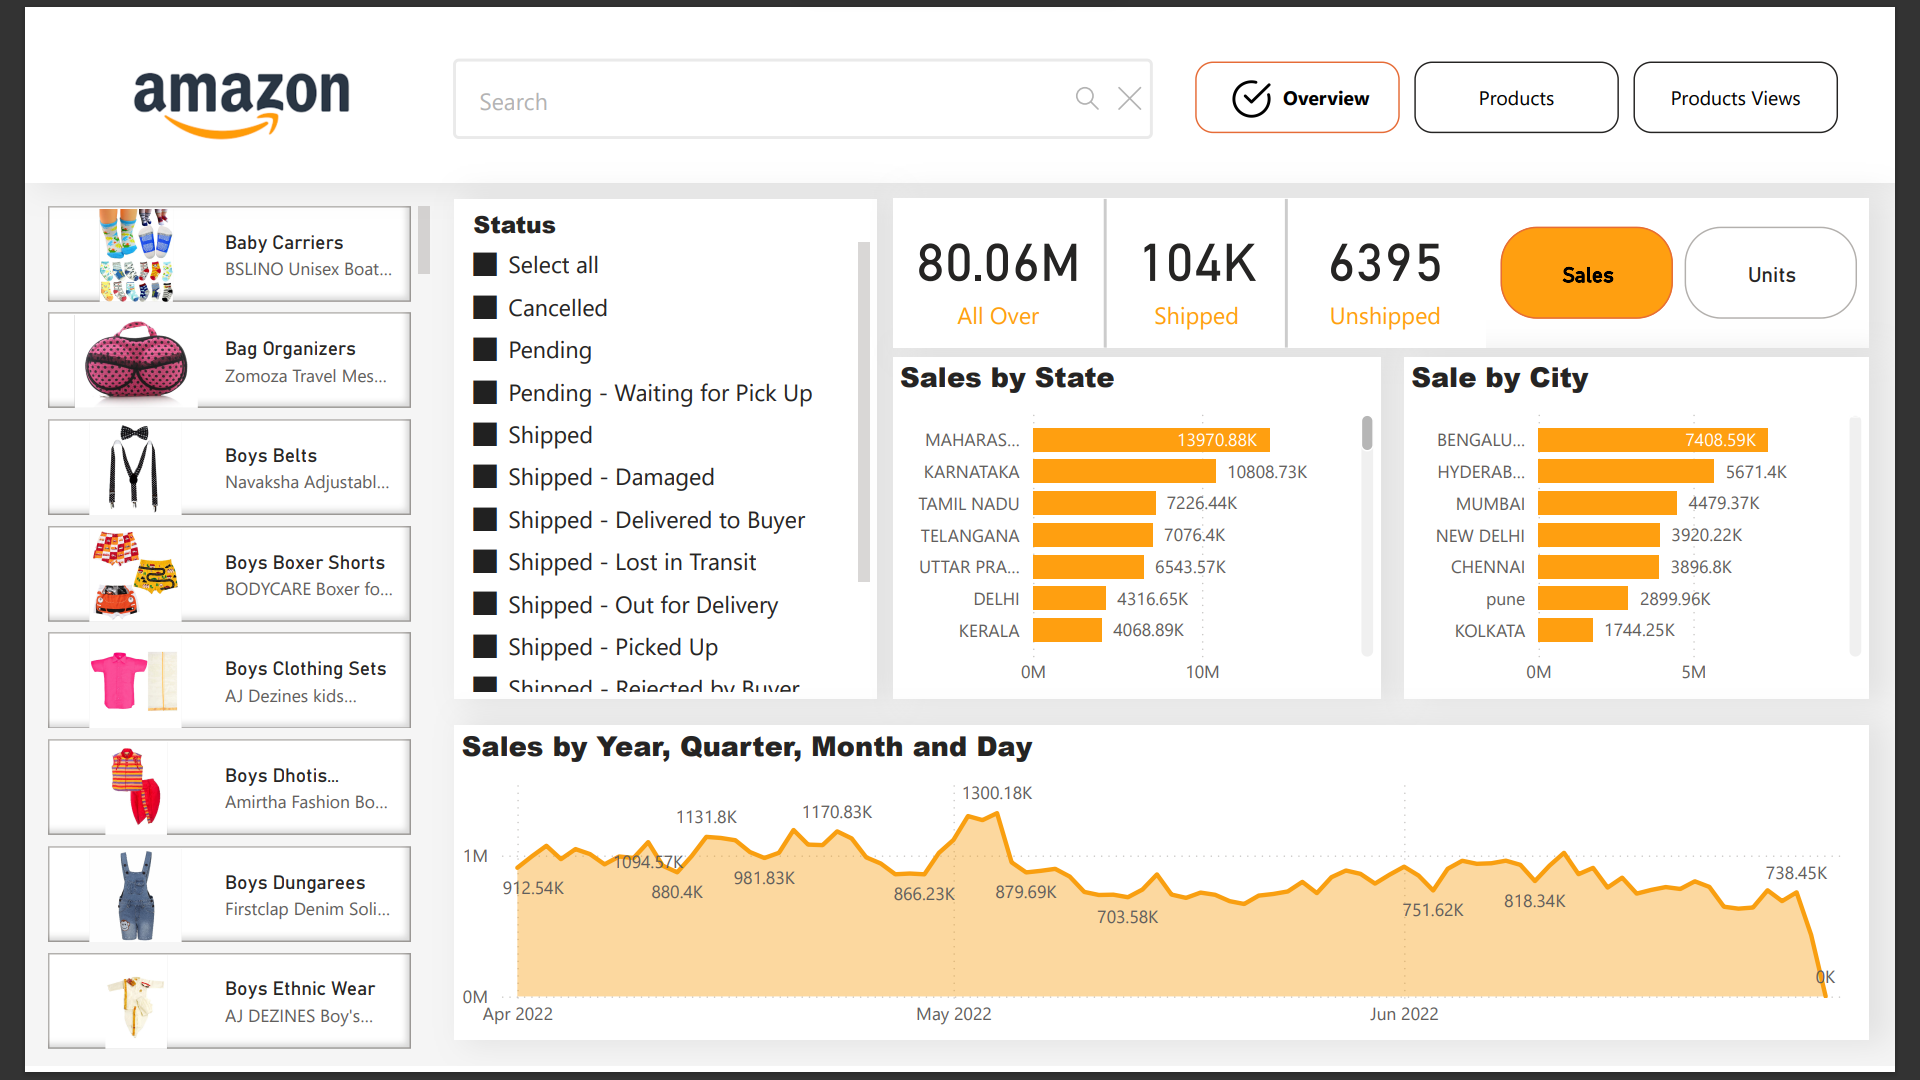 amazon
Search
Overview
Products
Products Views
Baby Carriers
BSLINO Unisex Boat...
Bag Organizers
Zomoza Travel Mes...
Boys Belts
Navaksha Adjustabl...
Boys Boxer Shorts
BODYCARE Boxer fo...
Boys Clothing Sets
AJ Dezines kids...
Boys Dhotis...
Amirtha Fashion Bo...
Boys Dungarees
Firstclap Denim Soli...
Boys Ethnic Wear
AJ DEZINES Boy's...
Status
Select all
Cancelled
Pending
Pending - Waiting for Pick Up
Shipped
Shipped - Damaged
Shipped - Delivered to Buyer
Shipped - Lost in Transit
Shipped - Out for Delivery
Shipped - Picked Up
Shipped - Rejected by Buyer
80.06M
All Over
104K
Shipped
6395
Unshipped
Sales
Units
Sales by State
MAHARAS... 13970.88K
KARNATAKA 10808.73K
TAMIL NADU 7226.44K
TELANGANA 7076.4K
UTTAR PRA... 6543.57K
DELHI 4316.65K
KERALA 4068.89K
0M 10M
Sale by City
BENGALU... 7408.59K
HYDERAB... 5671.4K
MUMBAI 4479.37K
NEW DELHI 3920.22K
CHENNAI 3896.8K
pune 2899.96K
KOLKATA 1744.25K
0M 5M
Sales by Year, Quarter, Month and Day
1M
0M
912.54K
1094.57K
880.4K
1131.8K
981.83K
1170.83K
866.23K
1300.18K
879.69K
703.58K
751.62K
818.34K
738.45K
0K
Apr 2022 May 2022 Jun 2022